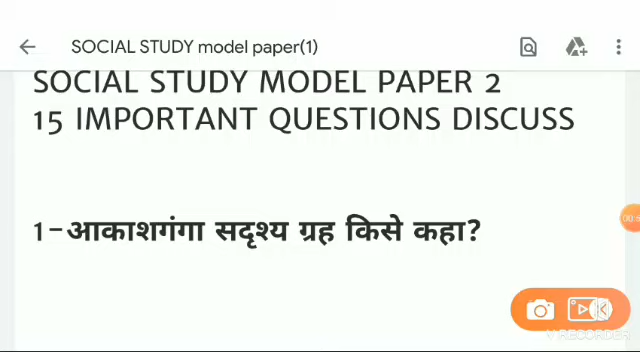 SOCIAL STUDY model paper(1)
SOCIAL STUDY MODEL PAPER 2
15 IMPORTANT QUESTIONS DISCUSS
1-आकाशगंगा सदृश्य ग्रह किसे कहा?
V RECORDER